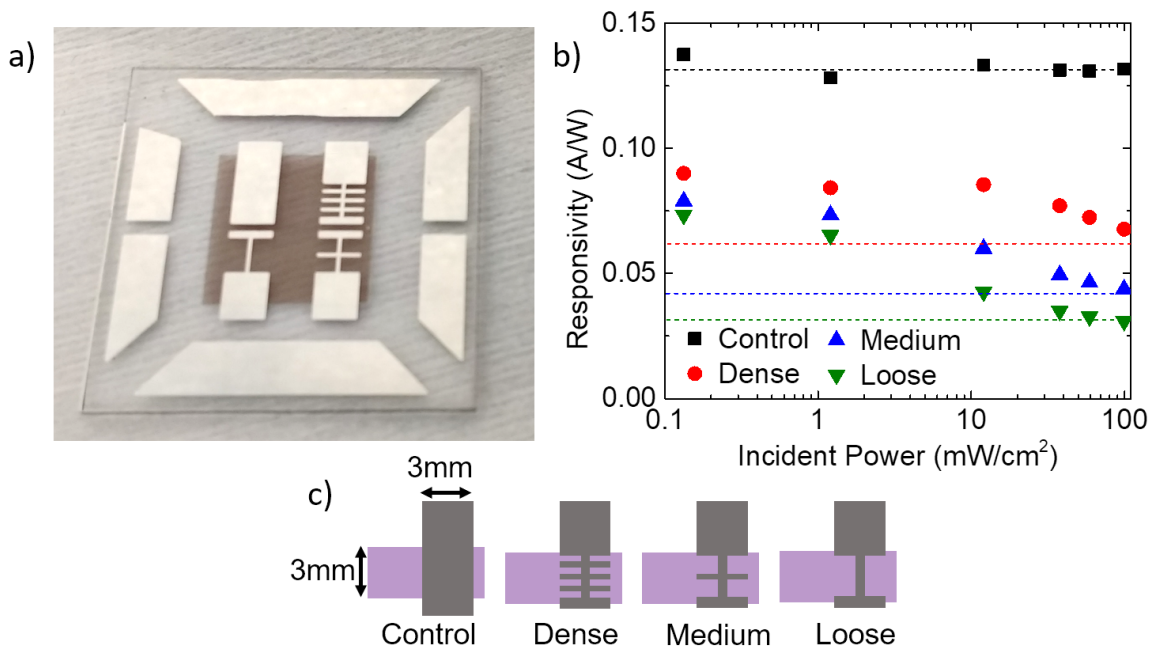 a)
b)
Responsivity (A/W)
0.15
0.10
0.05
0.00
Control
Medium
Dense
Loose
0.1
1
10
100
Incident Power (mW/cm²)
c)
3mm
3mm
Control
Dense
Medium
Loose